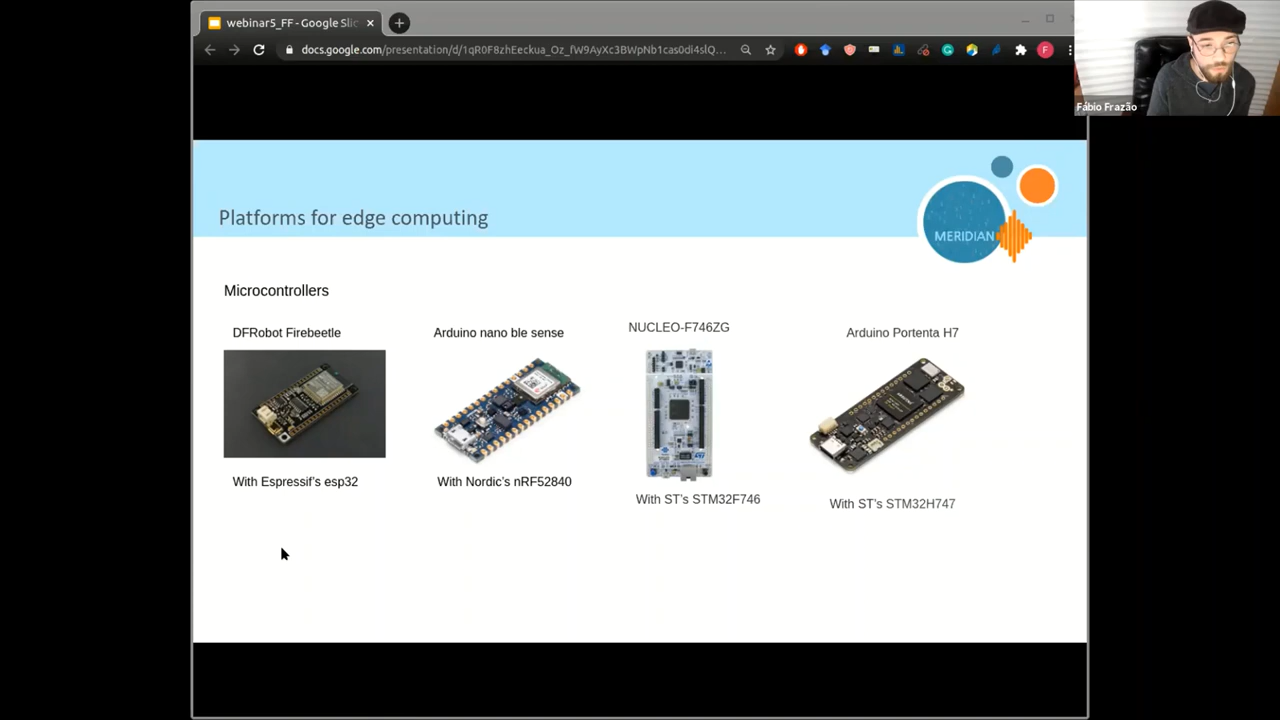 webinar5_FF - Google Slic
docs.google.com/presentation/d/1qR0F8zhEeckua_Oz_fW9AyXc3BWpNb1cas0di4slQ...
F
Fábio Frazão
Platforms for edge computing
MERIDIAN
Microcontrollers
DFRobot Firebeetle
Arduino nano ble sense
NUCLEO-F746ZG
Arduino Portenta H7
With Espressif's esp32
With Nordic's nRF52840
With ST's STM32F746
With ST's STM32H747